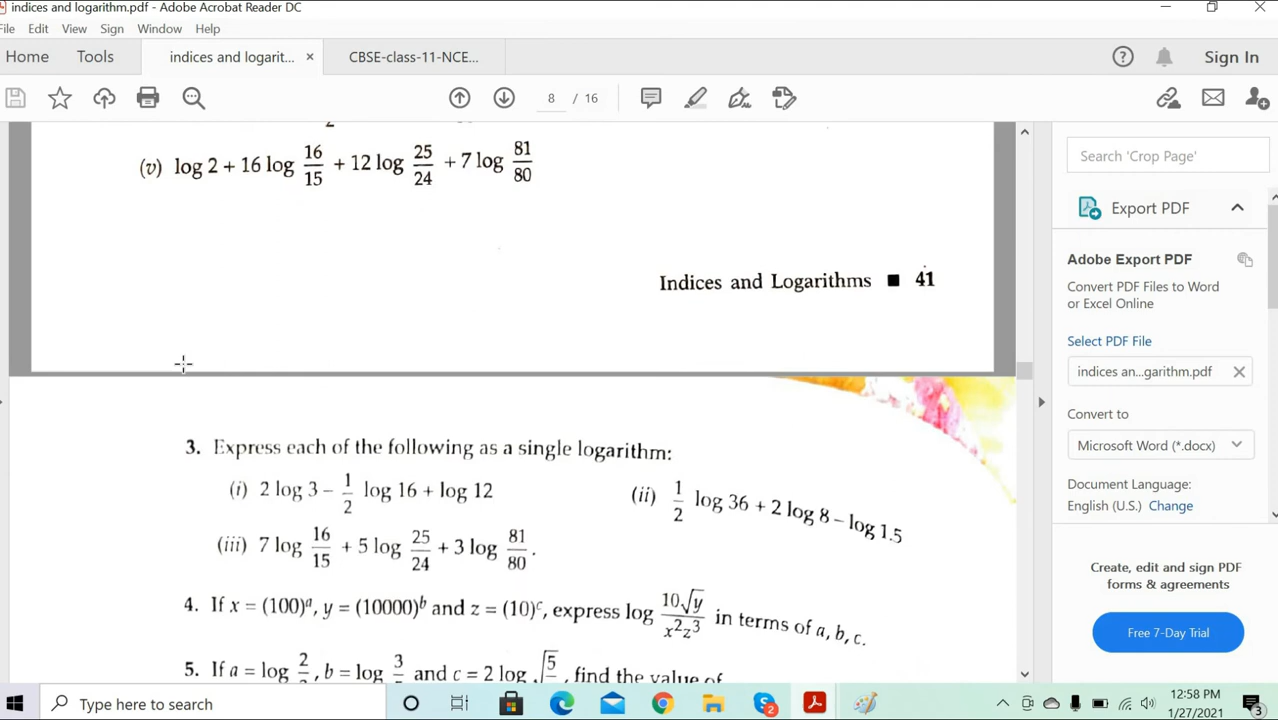 indices and logarithm.pdf - Adobe Acrobat Reader DC
File Edit View Sign Window Help
Home Tools indices and logarit... × CBSE-class-11-NCE... Sign In
8 / 16
(v) log 2 + 16 log 16/15 + 12 log 25/24 + 7 log 81/80
Indices and Logarithms ■ 41
3. Express each of the following as a single logarithm:
(i) 2 log 3 – 1/2 log 16 + log 12 (ii) 1/2 log 36 + 2 log 8 – log 1.5
(iii) 7 log 16/15 + 5 log 25/24 + 3 log 81/80.
4. If x = (100)ᵃ, y = (10000)ᵇ and z = (10)ᶜ, express log 10√y/x²z³ in terms of a, b, c.
5. If a = log 2/, b = log 3/ and c = 2 log √5/, find the value of
Search 'Crop Page'
Export PDF
Adobe Export PDF
Convert PDF Files to Word
or Excel Online
Select PDF File
indices an...garithm.pdf ×
Convert to
Microsoft Word (*.docx)
Document Language:
English (U.S.) Change
Create, edit and sign PDF
forms & agreements
Free 7-Day Trial
Type here to search
2
12:58 PM
1/27/2021
3